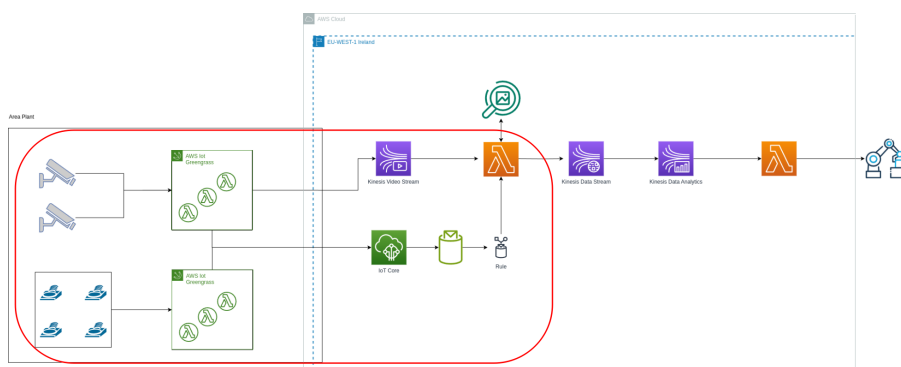 AWS Cloud
EU-WEST-1 Ireland
Area Plant
AWS Iot
Greengrass
Kinesis Video Stream
Kinesis Data Stream
Kinesis Data Analytics
IoT Core
Rule
AWS Iot
Greengrass